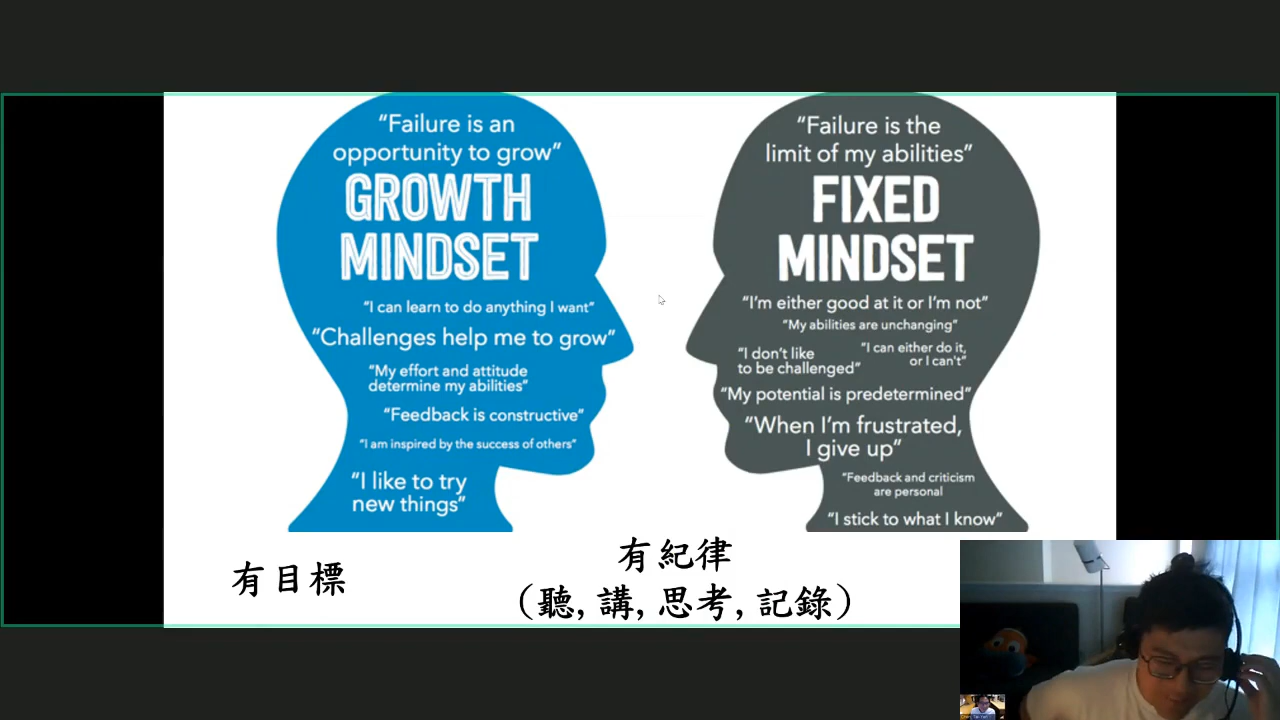 “Failure is an
opportunity to grow”
GROWTH
MINDSET
“I can learn to do anything I want”
“Challenges help me to grow”
“My effort and attitude
determine my abilities”
“Feedback is constructive”
“I am inspired by the success of others”
“I like to try
new things”
“Failure is the
limit of my abilities”
FIXED
MINDSET
“I’m either good at it or I’m not”
“My abilities are unchanging”
“I don’t like
to be challenged”
“I can either do it,
or I can’t”
“My potential is predetermined”
“When I’m frustrated,
I give up”
“Feedback and criticism
are personal
“I stick to what I know”
有目標
有紀律
（聽, 講, 思考, 記錄）